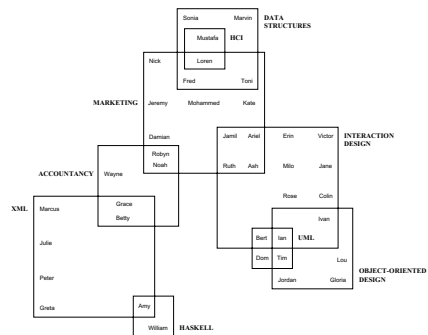 Sonia Marvin DATA
STRUCTURES
Mustafa HCI
Nick Loren
Fred Toni
MARKETING Jeremy Mohammed Kate
Damian Jamil Ariel Erin Victor INTERACTION
DESIGN
Robyn
Noah Ruth Ash Milo Jane
ACCOUNTANCY Wayne
Rose Colin
XML Marcus Grace
Betty Ivan
Bert Ian UML
Julie
Dom Tim Lou
OBJECT-ORIENTED
DESIGN
Peter Jordan Gloria
Greta Amy
William HASKELL